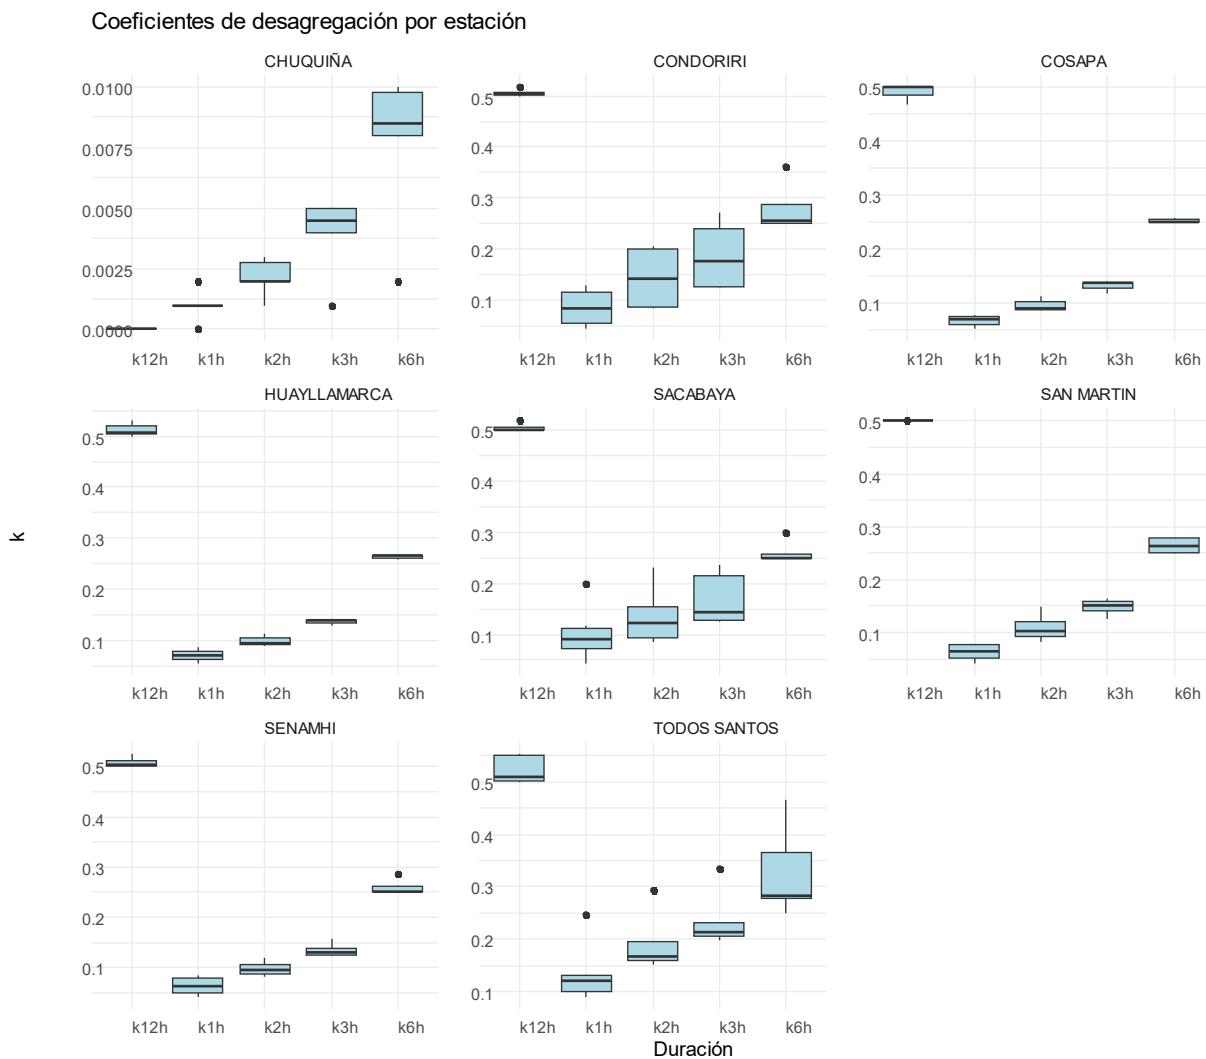 Coeficientes de desagregación por estación
CHUQUIÑA
0.0100
0.0075
0.0050
0.0025
0.0000
k12h k1h k2h k3h k6h
CONDORIRI
0.5
0.4
0.3
0.2
0.1
k12h k1h k2h k3h k6h
COSAPA
0.5
0.4
0.3
0.2
0.1
k12h k1h k2h k3h k6h
HUAYLLAMARCA
0.5
0.4
0.3
0.2
0.1
k12h k1h k2h k3h k6h
SACABAYA
0.5
0.4
0.3
0.2
0.1
k12h k1h k2h k3h k6h
SAN MARTIN
0.5
0.4
0.3
0.2
0.1
k12h k1h k2h k3h k6h
k
SENAMHI
0.5
0.4
0.3
0.2
0.1
k12h k1h k2h k3h k6h
TODOS SANTOS
0.5
0.4
0.3
0.2
0.1
k12h k1h k2h k3h k6h
Duración